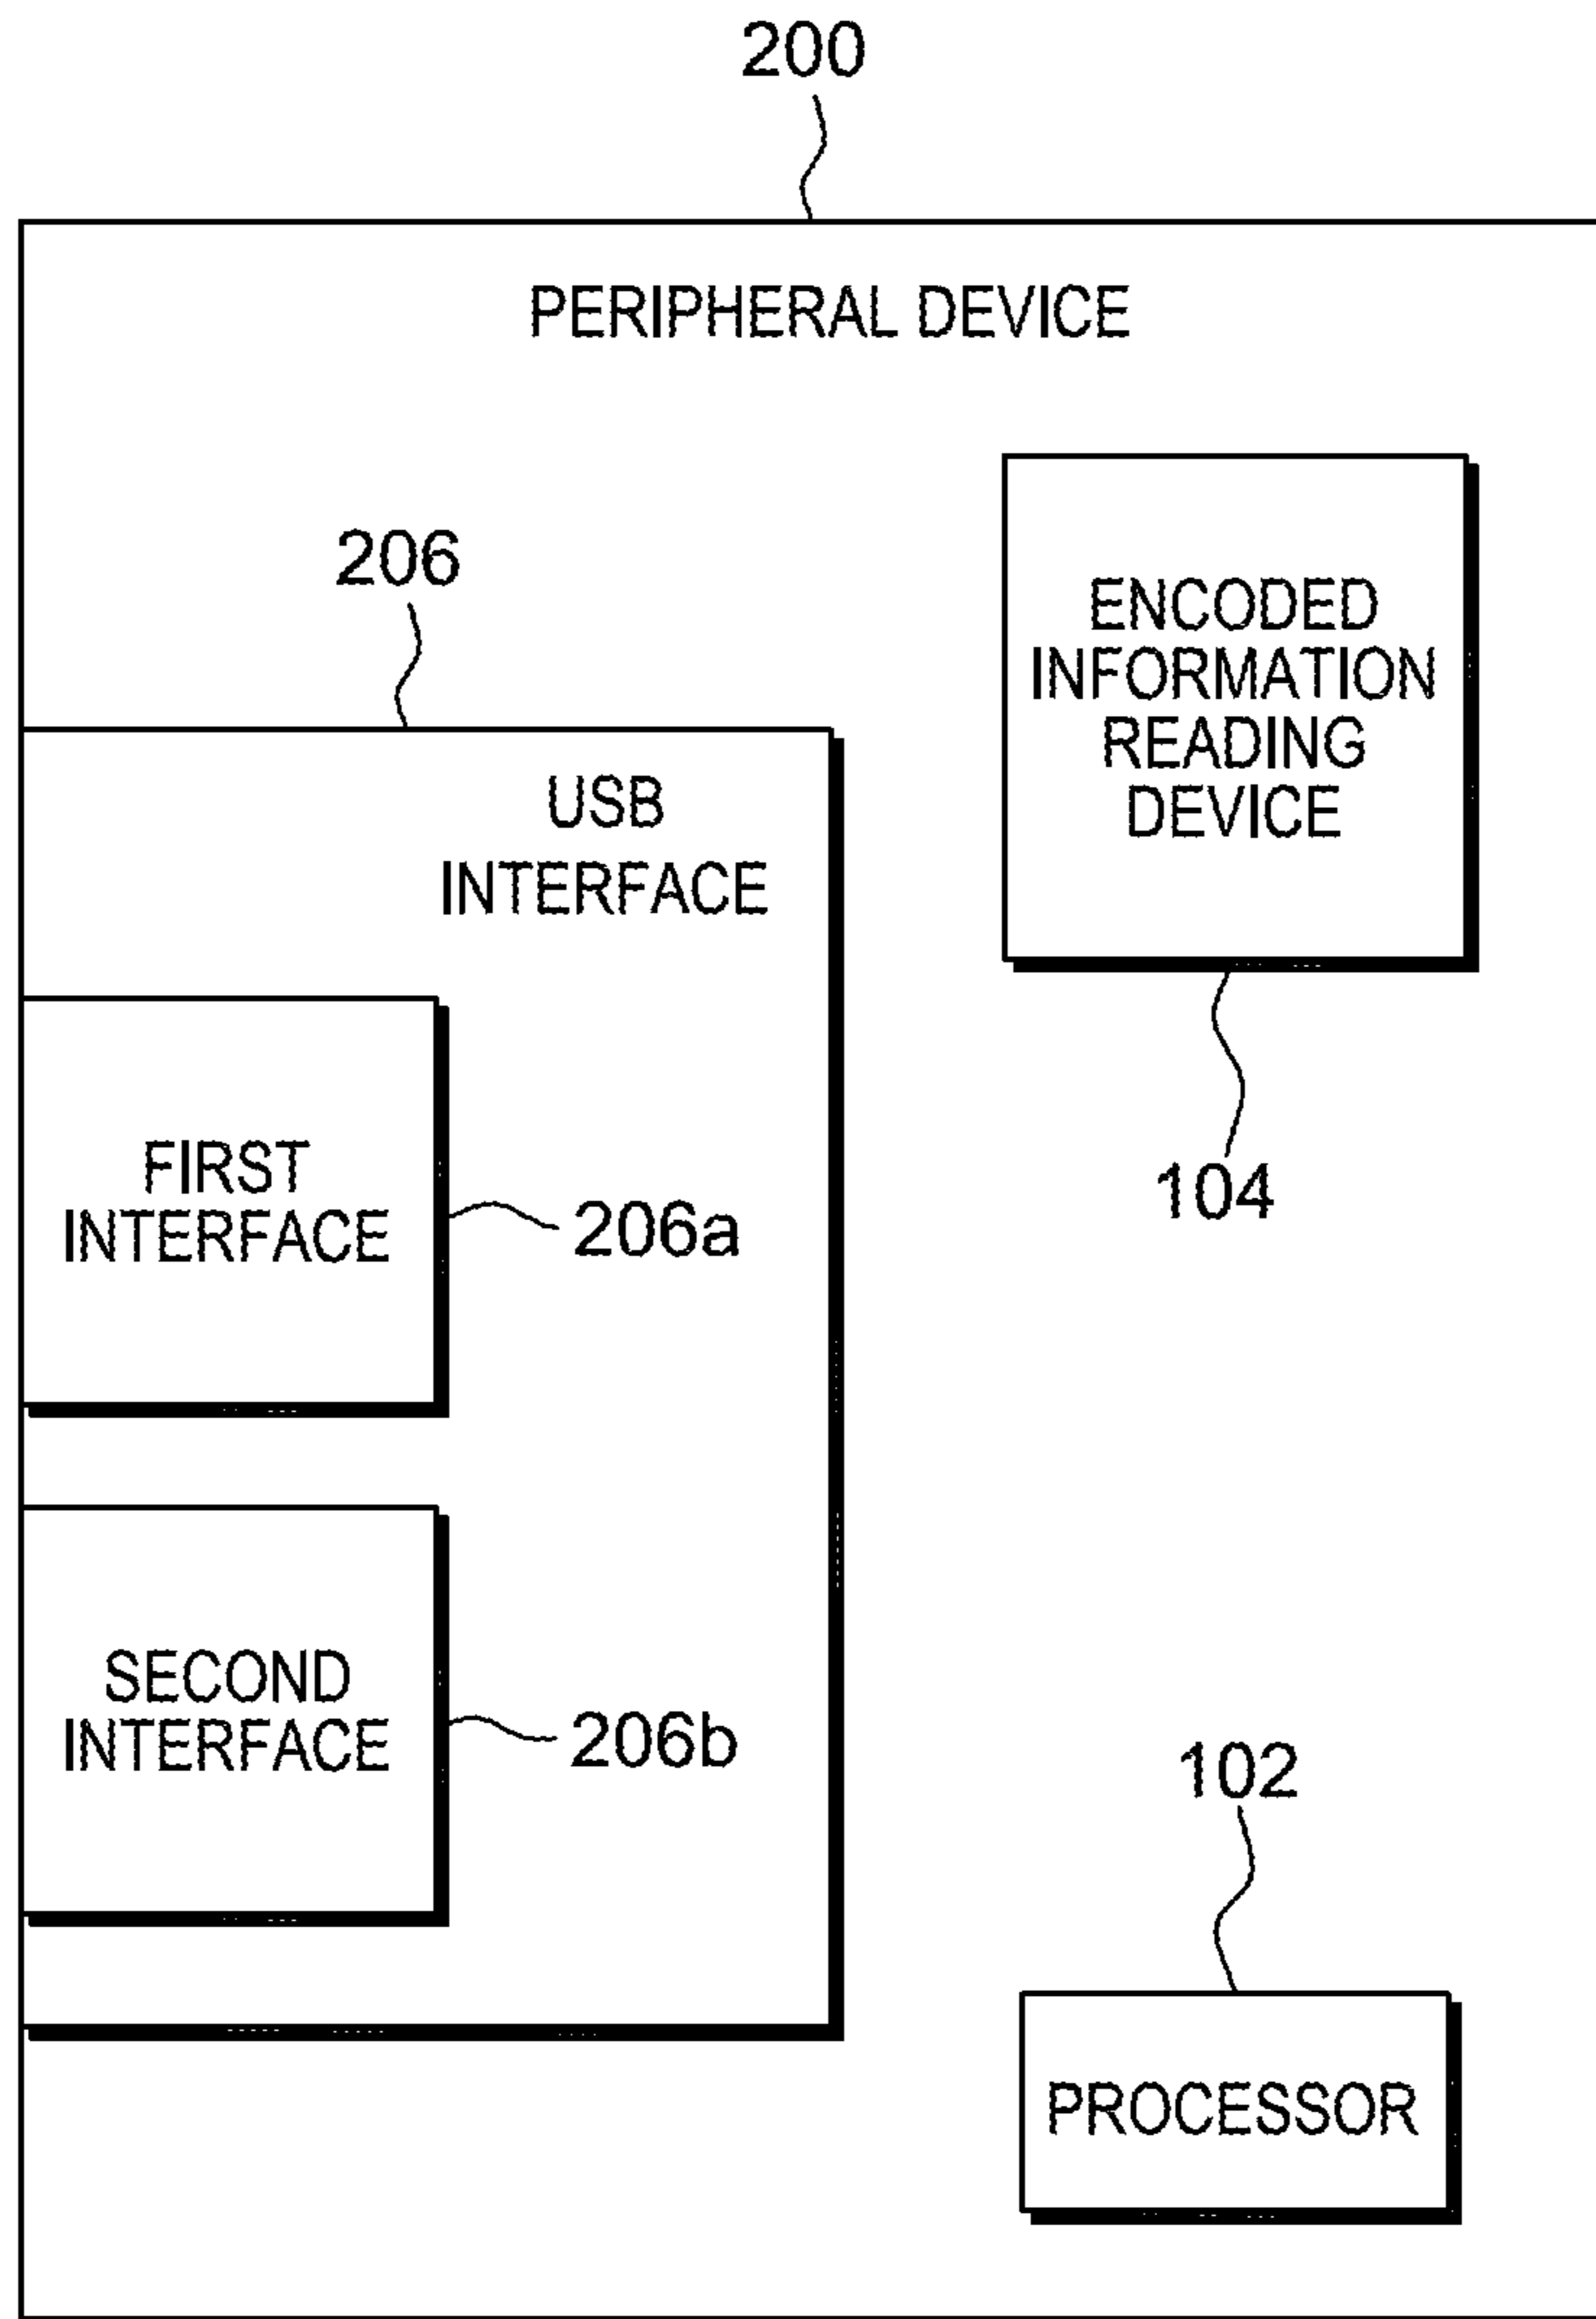 200
PERIPHERAL DEVICE
206
ENCODED
INFORMATION
READING
DEVICE
USB
INTERFACE
104
FIRST
INTERFACE
206a
SECOND
INTERFACE
206b
102
PROCESSOR